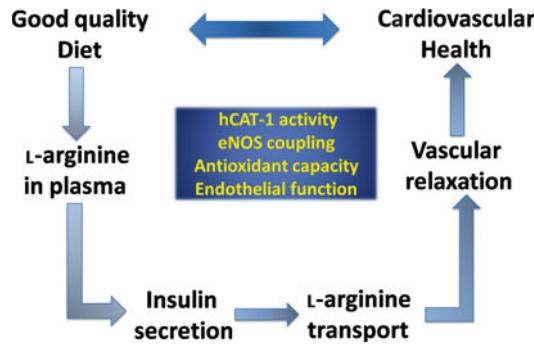 Good quality
Diet
Cardiovascular
Health
hCAT-1 activity
eNOS coupling
Antioxidant capacity
Endothelial function
L-arginine
in plasma
Vascular
relaxation
Insulin
secretion
L-arginine
transport